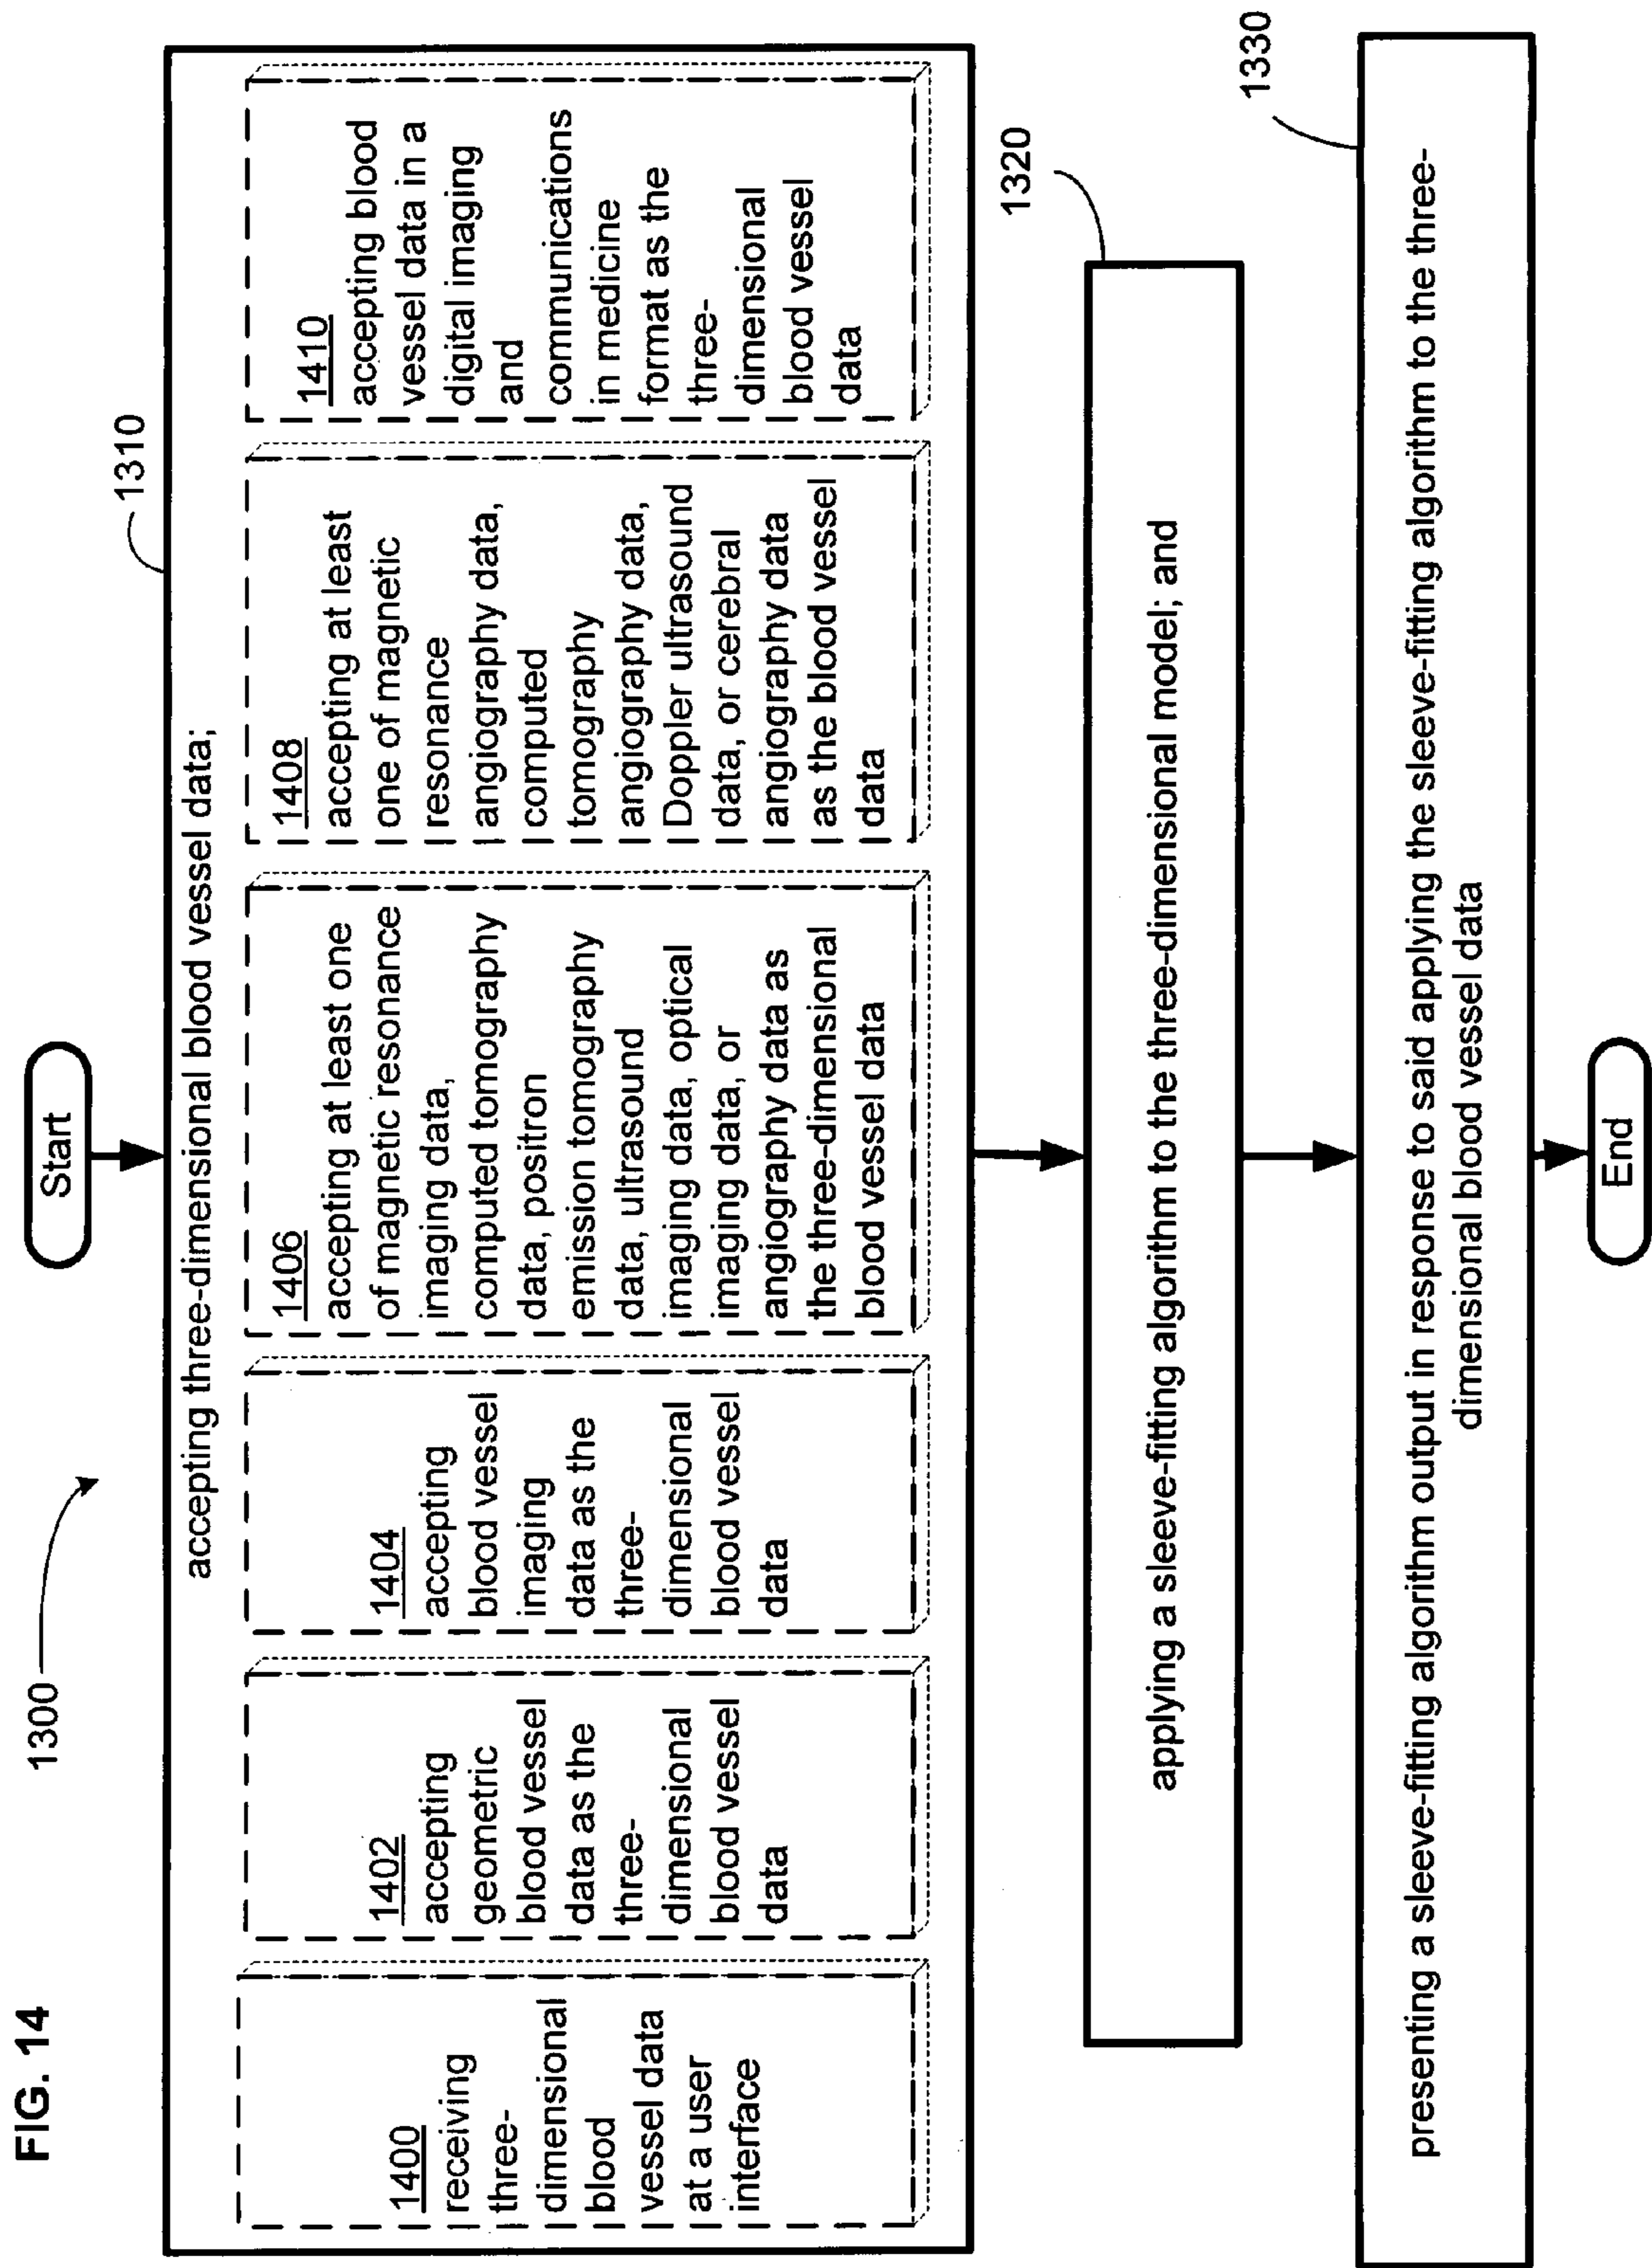 FIG. 14
1300
Start
1310
accepting three-dimensional blood vessel data;
1400
receiving
three-
dimensional
blood
vessel data
at a user
interface
1402
accepting
geometric
blood vessel
data as the
three-
dimensional
blood vessel
data
1404
accepting
blood vessel
imaging
data as the
three-
dimensional
blood vessel
data
1406
accepting at least one
of magnetic resonance
imaging data,
computed tomography
data, positron
emission tomography
data, ultrasound
imaging data, optical
imaging data, or
angiography data as
the three-dimensional
blood vessel data
1408
accepting at least
one of magnetic
resonance
angiography data,
computed
tomography
angiography data,
Doppler ultrasound
data, or cerebral
angiography data
as the blood vessel
data
1410
accepting blood
vessel data in a
digital imaging
and
communications
in medicine
format as the
three-
dimensional
blood vessel
data
1320
applying a sleeve-fitting algorithm to the three-dimensional model; and
1330
presenting a sleeve-fitting algorithm output in response to said applying the sleeve-fitting algorithm to the three-
dimensional blood vessel data
End